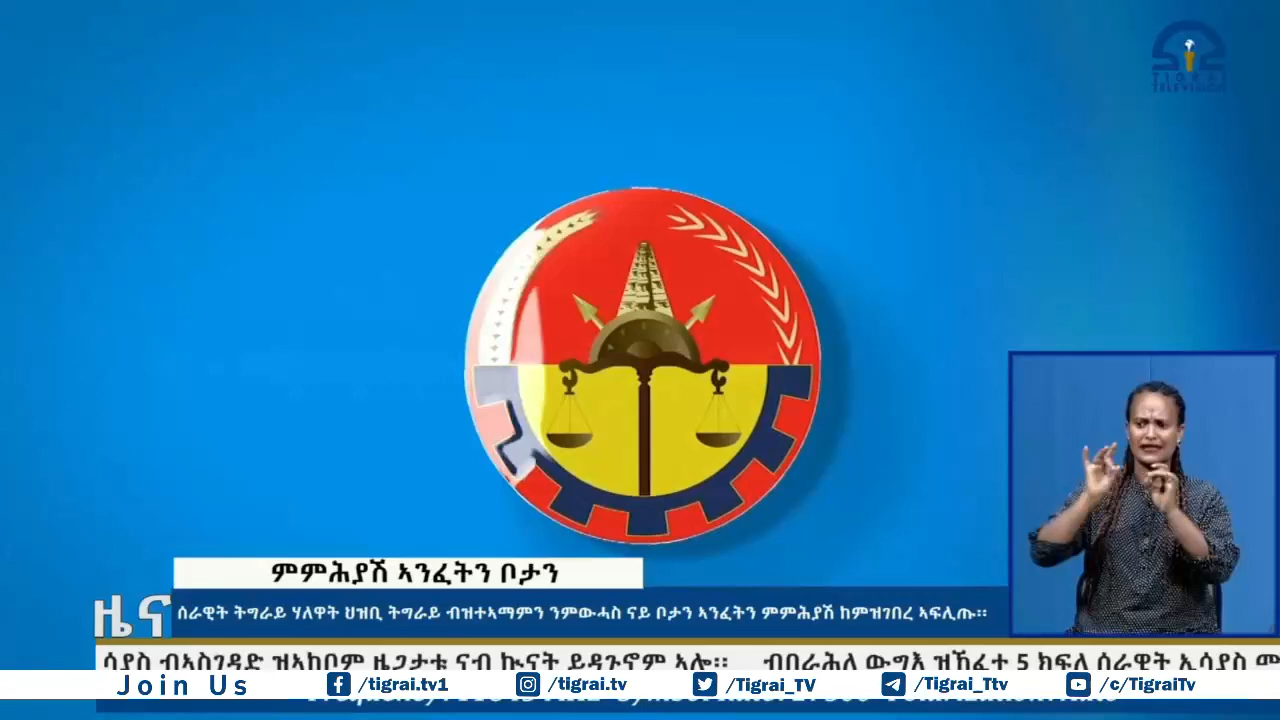 TIGRAI
TELEVISION
ምምሕያሽ ኣንፈትን ቦታን
ዜና
ሰራዊት ትግራይ ሃለዋት ህዝቢ ትግራይ ብዝተኣማምን ንምውሓስ ናይ ቦታን ኣንፈትን ምምሕያሽ ከምዝገበረ ኣፍሊጡ።
ሳያስ ብኣስገዳድ ዝኣከቦም ዜጋታቱ ናብ ኲናት ይዳጉኖም ኣሎ። ብበራሕለ ውግእ ዝኸፈተ 5 ክፍለ ሰራዊት ኢሳያስ
Join Us /tigrai.tv1 /tigrai.tv /Tigrai_TV /Tigrai_Ttv /c/TigraiTv